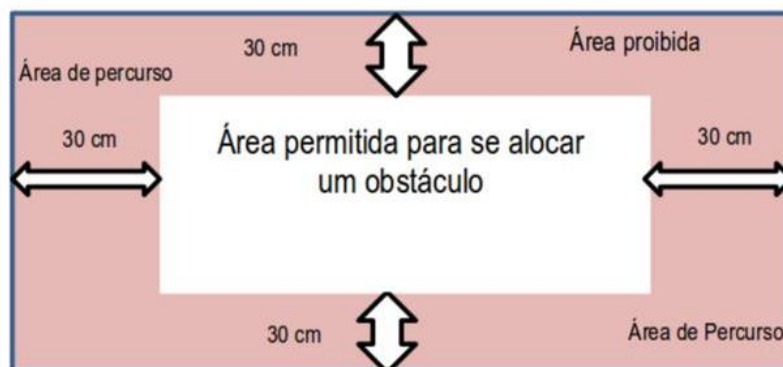 30 cm
Área proibida
Área de percurso
30 cm
Área permitida para se alocar
um obstáculo
30 cm
30 cm
Área de Percurso